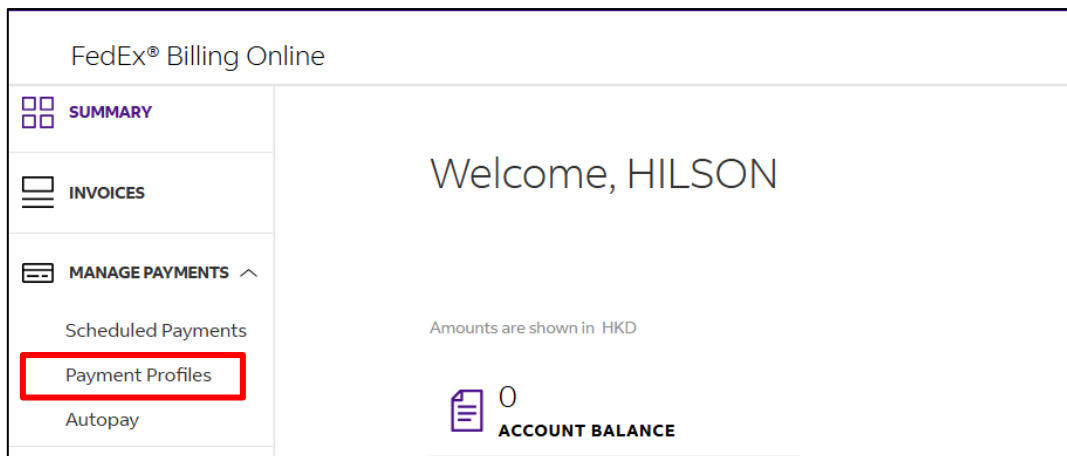 FedEx® Billing Online
SUMMARY
INVOICES
MANAGE PAYMENTS
Scheduled Payments
Payment Profiles
Autopay
Welcome, HILSON
Amounts are shown in HKD
0
ACCOUNT BALANCE